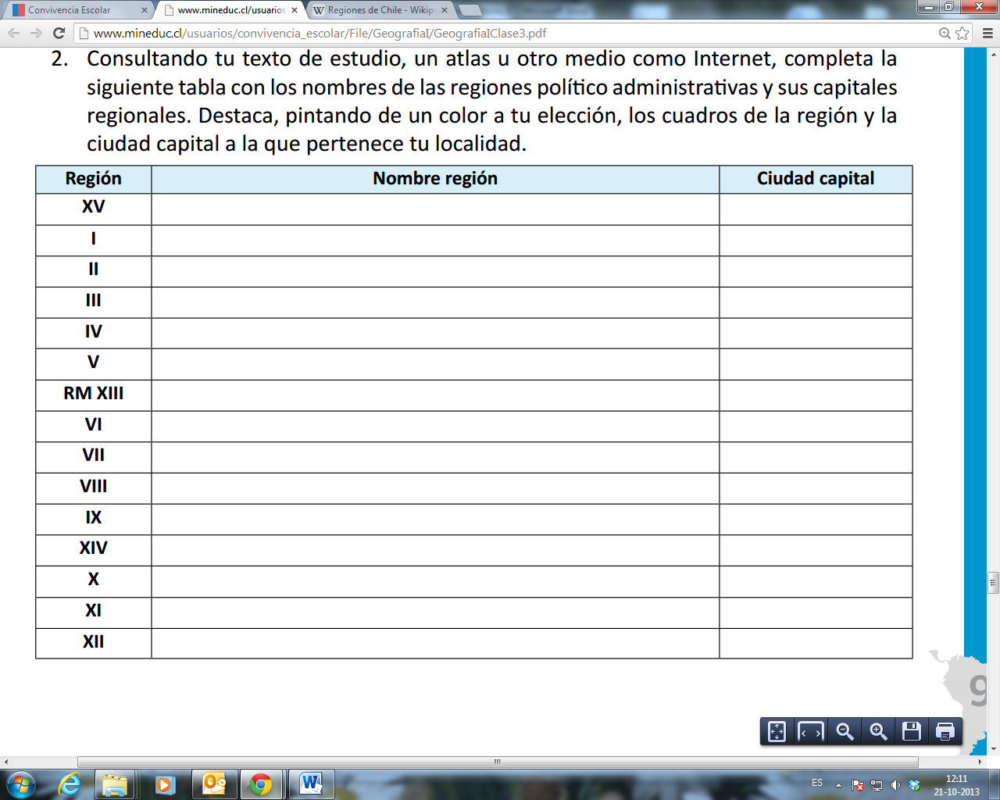 Convivencia Escolar
www.mineduc.cl/usuarios
Regiones de Chile - Wikip
www.mineduc.cl/usuarios/convivencia_escolar/File/GeografiaI/GeografiaIClase3.pdf
2. Consultando tu texto de estudio, un atlas u otro medio como Internet, completa la
siguiente tabla con los nombres de las regiones político administrativas y sus capitales
regionales. Destaca, pintando de un color a tu elección, los cuadros de la región y la
ciudad capital a la que pertenece tu localidad.
Región Nombre región Ciudad capital
XV
I
II
III
IV
V
RM XIII
VI
VII
VIII
IX
XIV
X
XI
XII
9
ES
12:11
21-10-2013